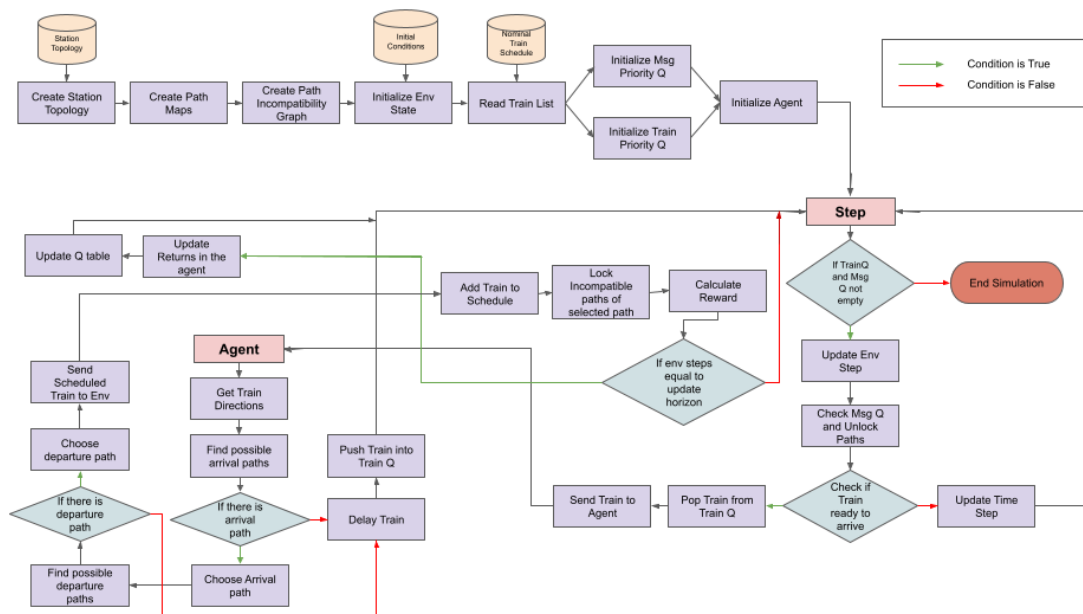 Station
Topology
Initial
Conditions
Nominal
Train
Schedule
Create Station
Topology
Create Path
Maps
Create Path
Incompatibility
Graph
Initialize Env
State
Read Train List
Initialize Msg
Priority Q
Initialize Train
Priority Q
Initialize Agent
Condition is True
Condition is False
Step
If TrainQ
and Msg
Q not
empty
End Simulation
Update Env
Step
Check Msg Q
and Unlock
Paths
Check if
Train
ready to
arrive
Update Time
Step
Pop Train from
Train Q
Send Train to
Agent
Update Q table
Update
Returns in the
agent
Add Train to
Schedule
Lock
Incompatible
paths of
selected path
Calculate
Reward
If env steps
equal to
update
horizon
Agent
Get Train
Directions
Find possible
arrival paths
If there is
arrival
path
Choose Arrival
path
Delay Train
Push Train into
Train Q
Find possible
departure
paths
If there is
departure
path
Choose
departure path
Send
Scheduled
Train to Env